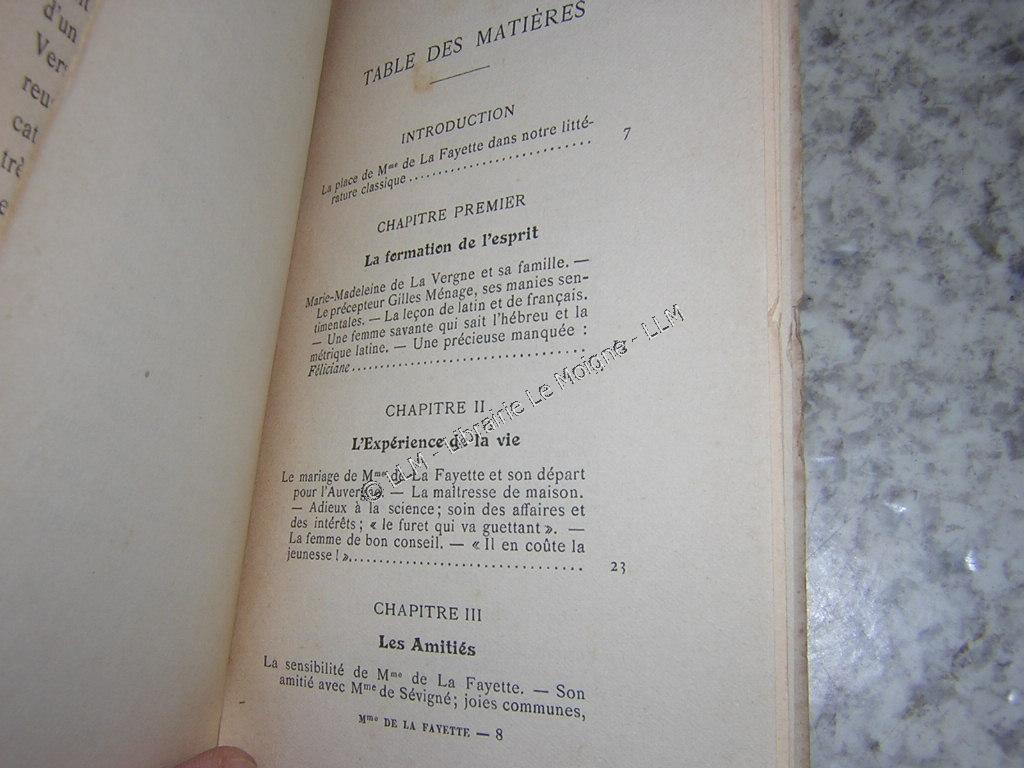 d'un
reu
cat
trè
TABLE DES MATIÈRES
INTRODUCTION
La place de Mme de La Fayette dans notre litté-
rature classique.......................... 7
CHAPITRE PREMIER
La formation de l'esprit
Marie-Madeleine de La Vergne et sa famille. —
Le précepteur Gilles Ménage, ses manies sen-
timentales. — La leçon de latin et de français.
— Une femme savante qui sait l'hébreu et la
métrique latine. — Une précieuse manquée :
Féliciane..................................
CHAPITRE II
L'Expérience de la vie
Le mariage de Mme de La Fayette et son départ
pour l'Auvergne. — La maîtresse de maison.
— Adieux à la science; soin des affaires et
des intérêts; « le furet qui va guettant ». —
La femme de bon conseil. — « Il en coûte la
jeunesse ! »............................... 23
CHAPITRE III
Les Amitiés
La sensibilité de Mme de La Fayette. — Son
amitié avec Mme de Sévigné; joies communes,
Mme DE LA FAYETTE — 8
© LLM - Librairie Le Moigne - LLM